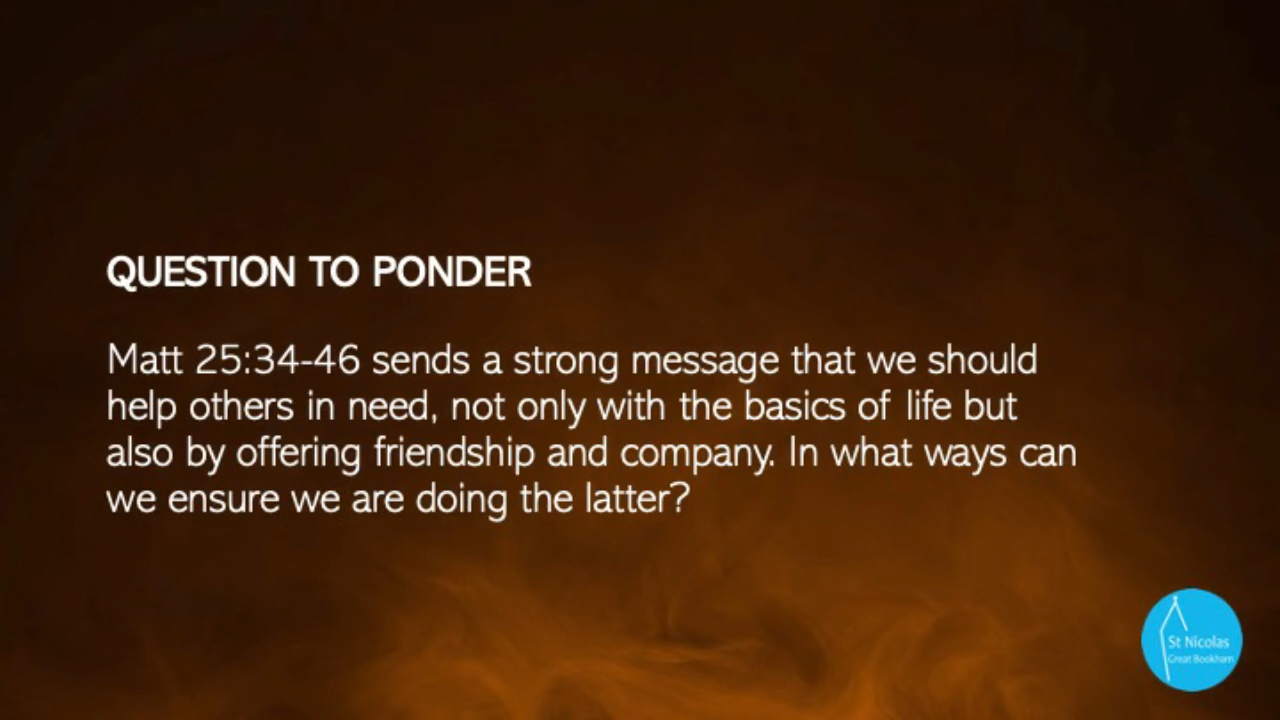 QUESTION TO PONDER
Matt 25:34-46 sends a strong message that we should
help others in need, not only with the basics of life but
also by offering friendship and company. In what ways can
we ensure we are doing the latter?
St Nicolas
Great Bookham